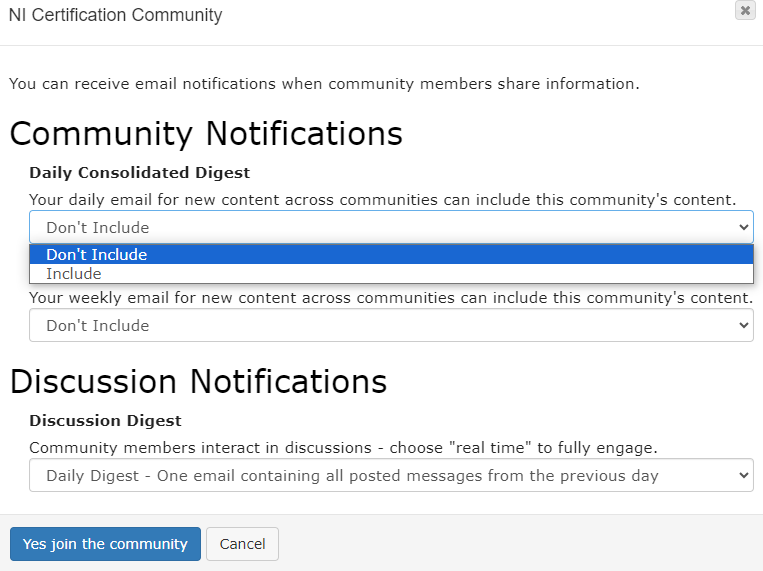 NI Certification Community
You can receive email notifications when community members share information.
Community Notifications
Daily Consolidated Digest
Your daily email for new content across communities can include this community's content.
Don't Include
Don't Include
Include
Your weekly email for new content across communities can include this community's content.
Don't Include
Discussion Notifications
Discussion Digest
Community members interact in discussions - choose "real time" to fully engage.
Daily Digest - One email containing all posted messages from the previous day
Yes join the community Cancel